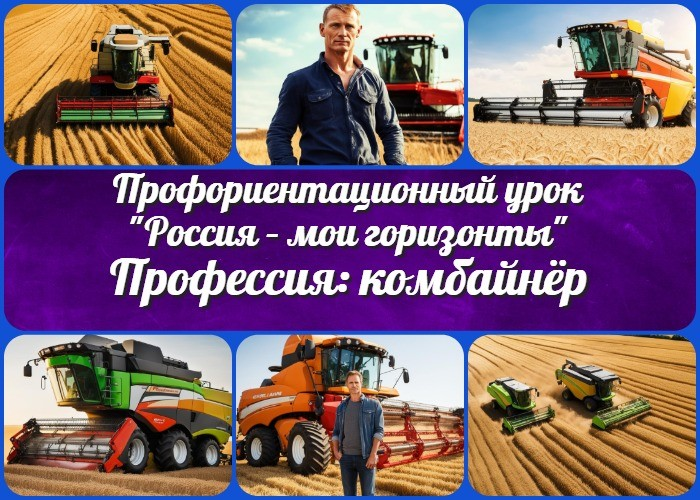 Профориентационный урок
"Россия – мои горизонты"
Профессия: комбайнёр